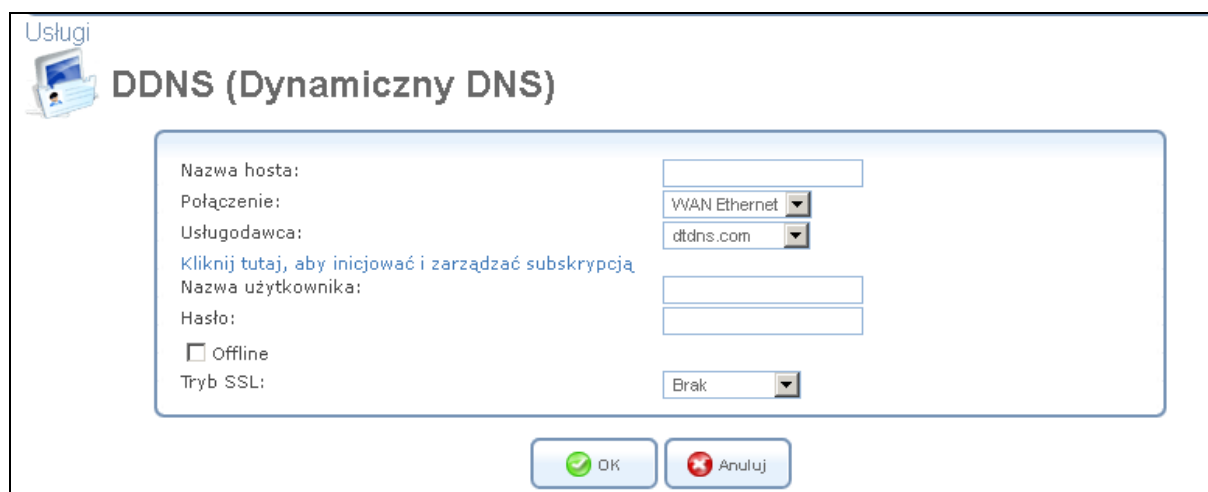 Usługi
DDNS (Dynamiczny DNS)
Nazwa hosta:
Połączenie: WAN Ethernet
Usługodawca: dtdns.com
Kliknij tutaj, aby inicjować i zarządzać subskrypcją
Nazwa użytkownika:
Hasło:
Offline
Tryb SSL: Brak
OK Anuluj